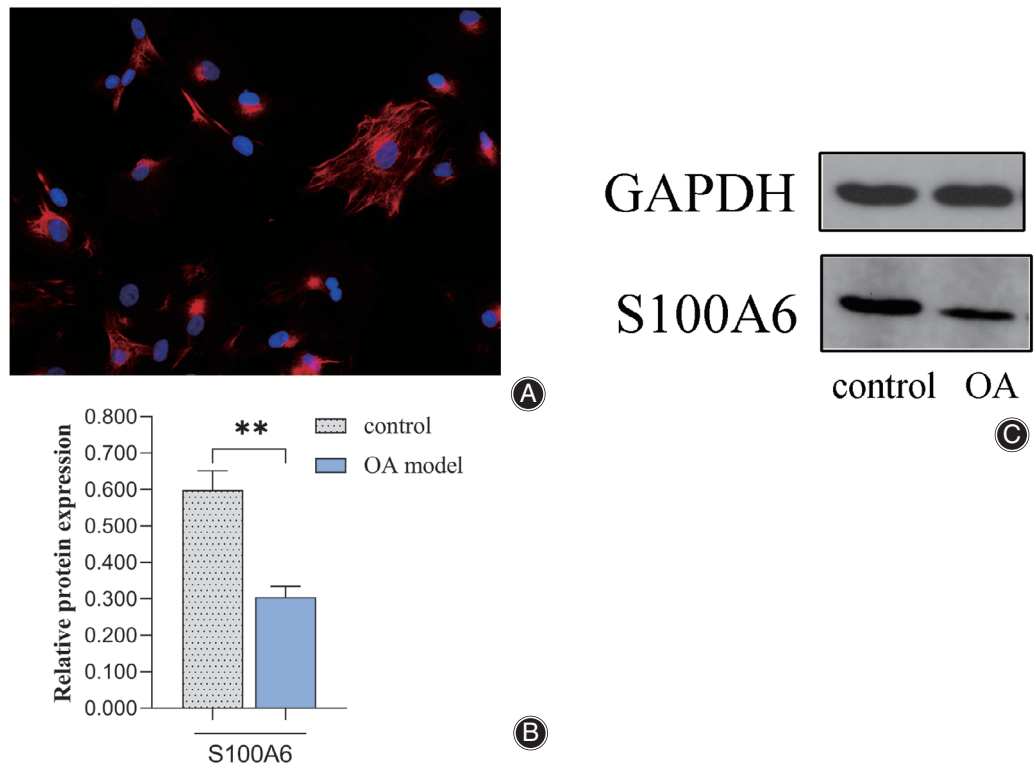 GAPDH
S100A6
control OA
A
C
0.800
0.700
0.600
0.500
0.400
0.300
0.200
0.100
0.000
Relative protein expression
**
control
OA model
S100A6
B